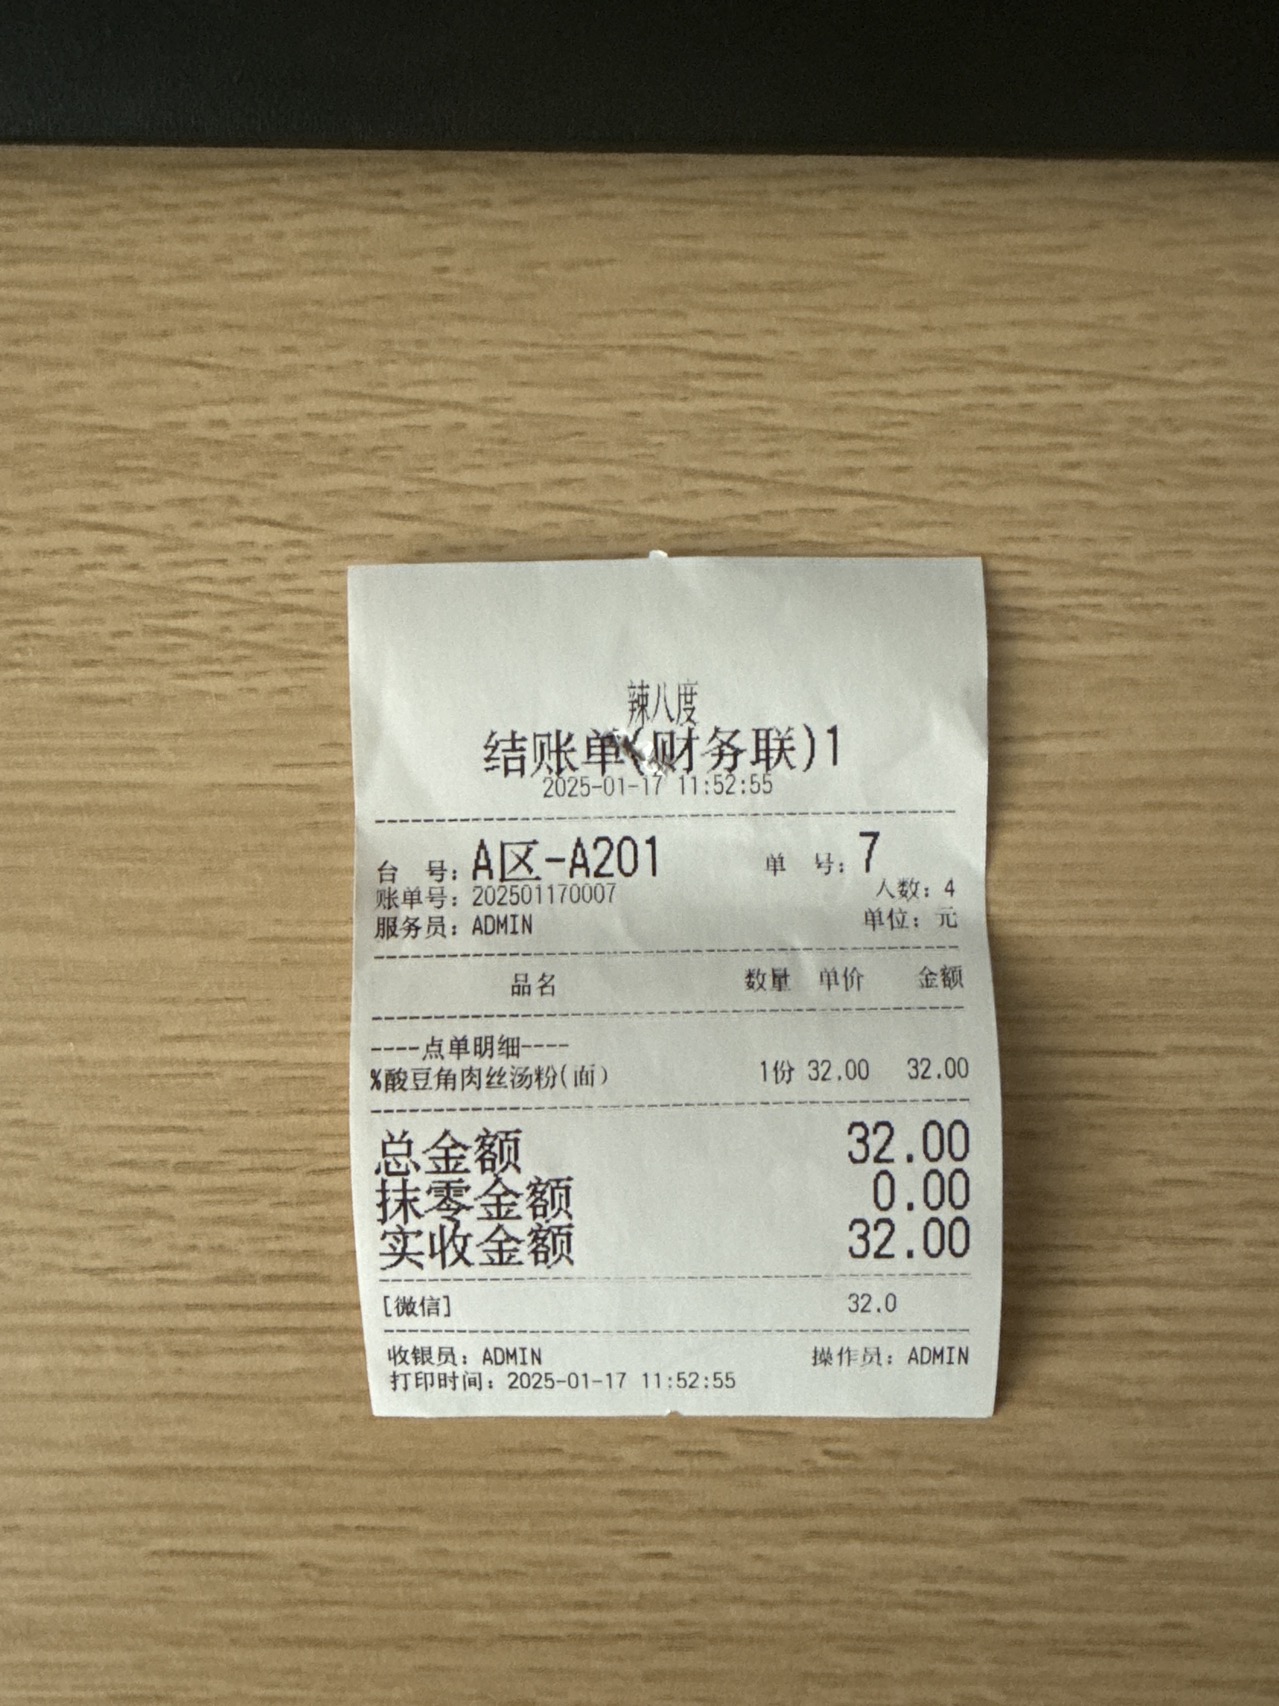 辣八度
结账单(财务联)1
2025-01-17 11:52:55
台 号：A区-A201 单 号：7
账单号：202501170007 人数：4
服务员：ADMIN 单位：元
品名 数量 单价 金额
----点单明细----
%酸豆角肉丝汤粉(面) 1份 32.00 32.00
总金额 32.00
抹零金额 0.00
实收金额 32.00
[微信] 32.0
收银员：ADMIN 操作员：ADMIN
打印时间：2025-01-17 11:52:55